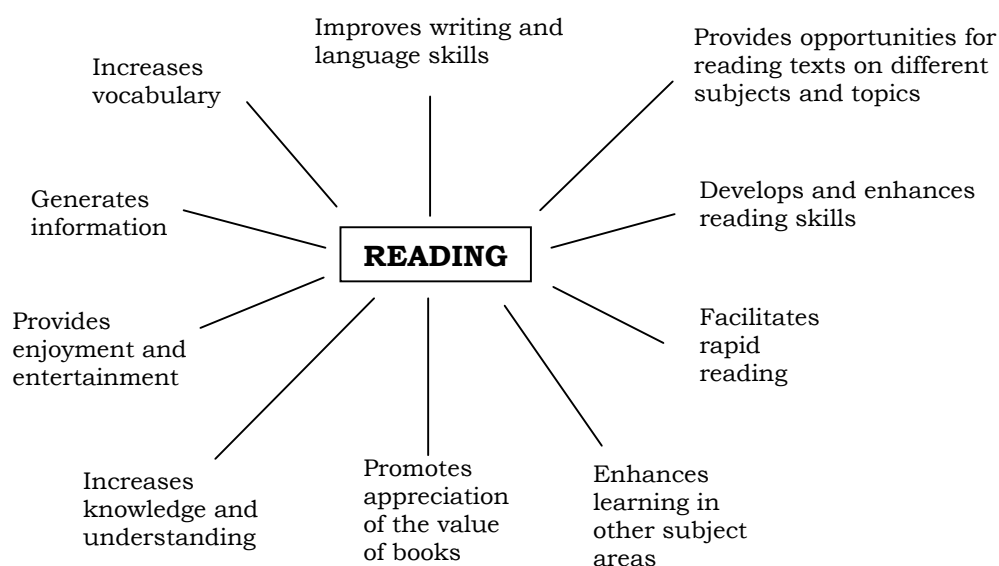 Improves writing and
language skills
Provides opportunities for
reading texts on different
subjects and topics
Increases
vocabulary
Develops and enhances
reading skills
Generates
information
READING
Facilitates
rapid
reading
Provides
enjoyment and
entertainment
Increases
knowledge and
understanding
Promotes
appreciation
of the value
of books
Enhances
learning in
other subject
areas